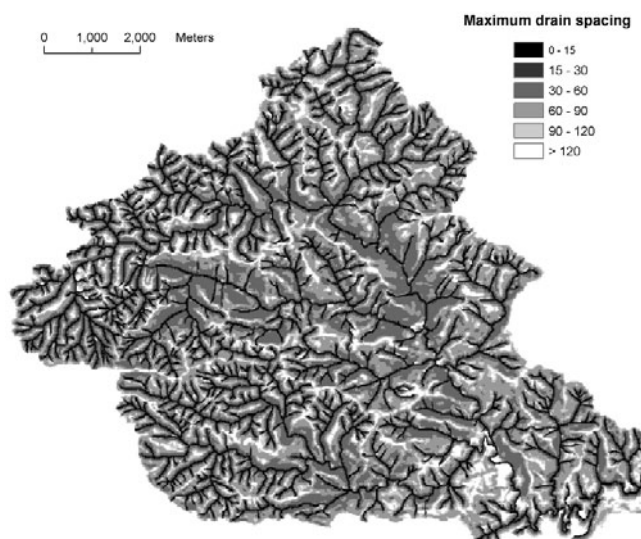 Maximum drain spacing
0 1,000 2,000 Meters
0 - 15
15 - 30
30 - 60
60 - 90
90 - 120
> 120